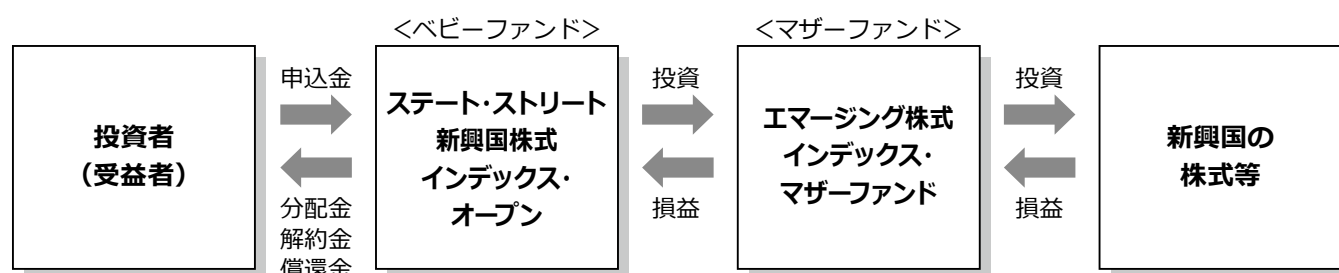 <ベビーファンド>
<マザーファンド>
投資者
(受益者)
申込金
分配金
解約金
償還金
ステート・ストリート
新興国株式
インデックス・
オープン
投資
損益
エマージング株式
インデックス・
マザーファンド
投資
損益
新興国の
株式等